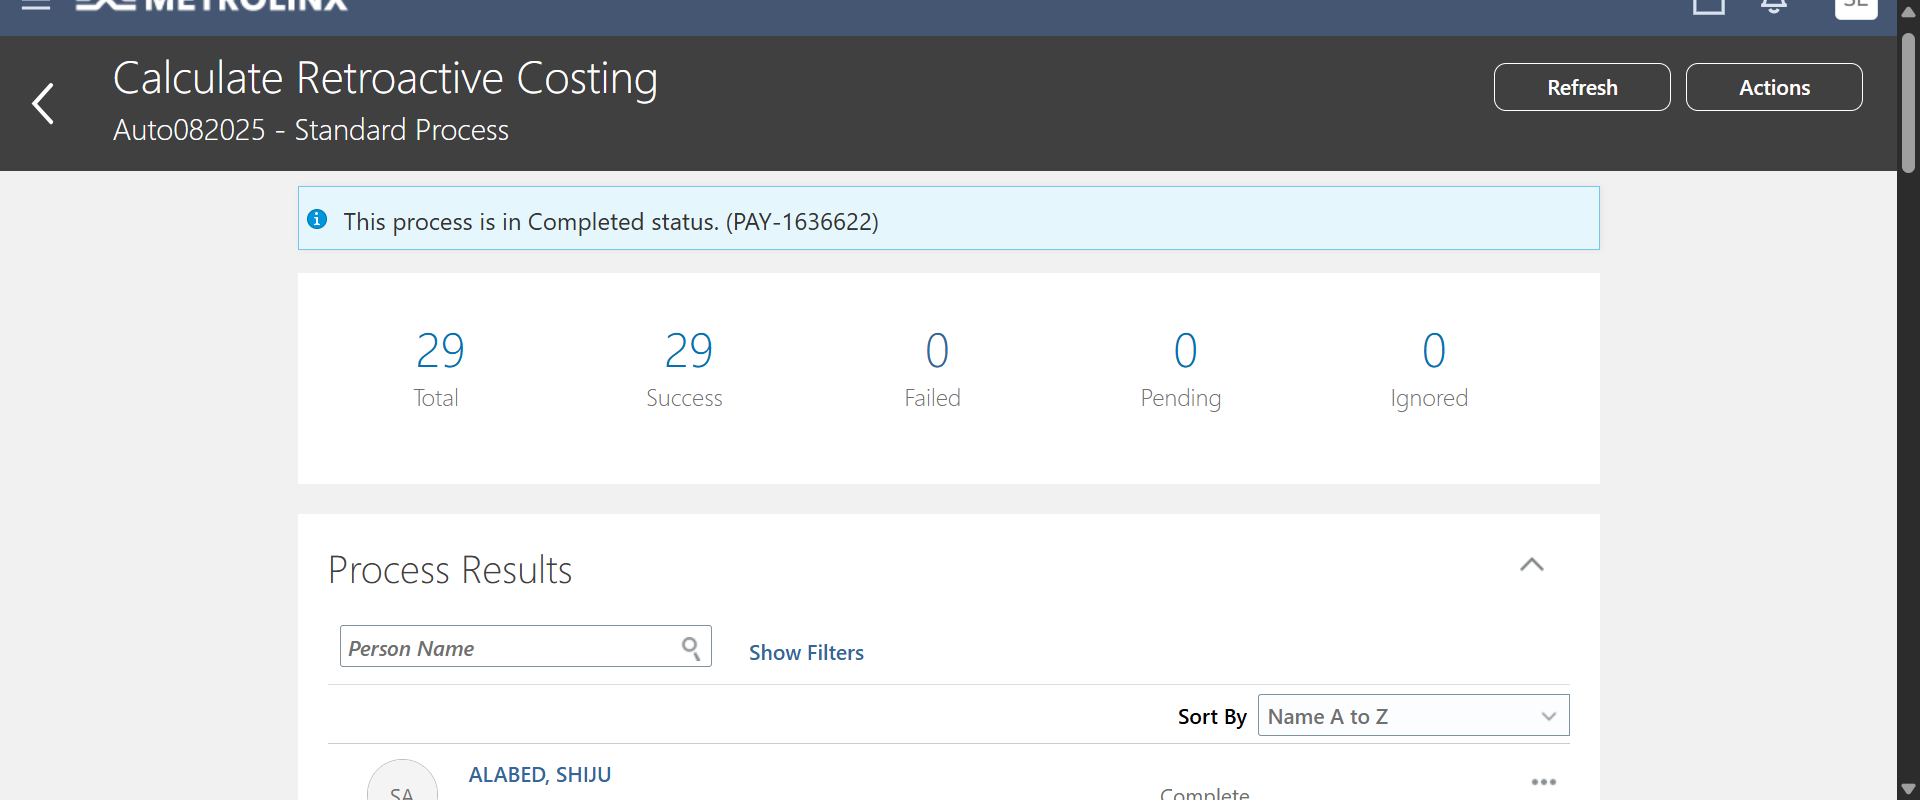 METROLINX
SE
Calculate Retroactive Costing
Auto082025 - Standard Process
Refresh
Actions
This process is in Completed status. (PAY-1636622)
29
Total
29
Success
0
Failed
0
Pending
0
Ignored
Process Results
Person Name
Show Filters
Sort By
Name A to Z
SA
ALABED, SHIJU
Complete